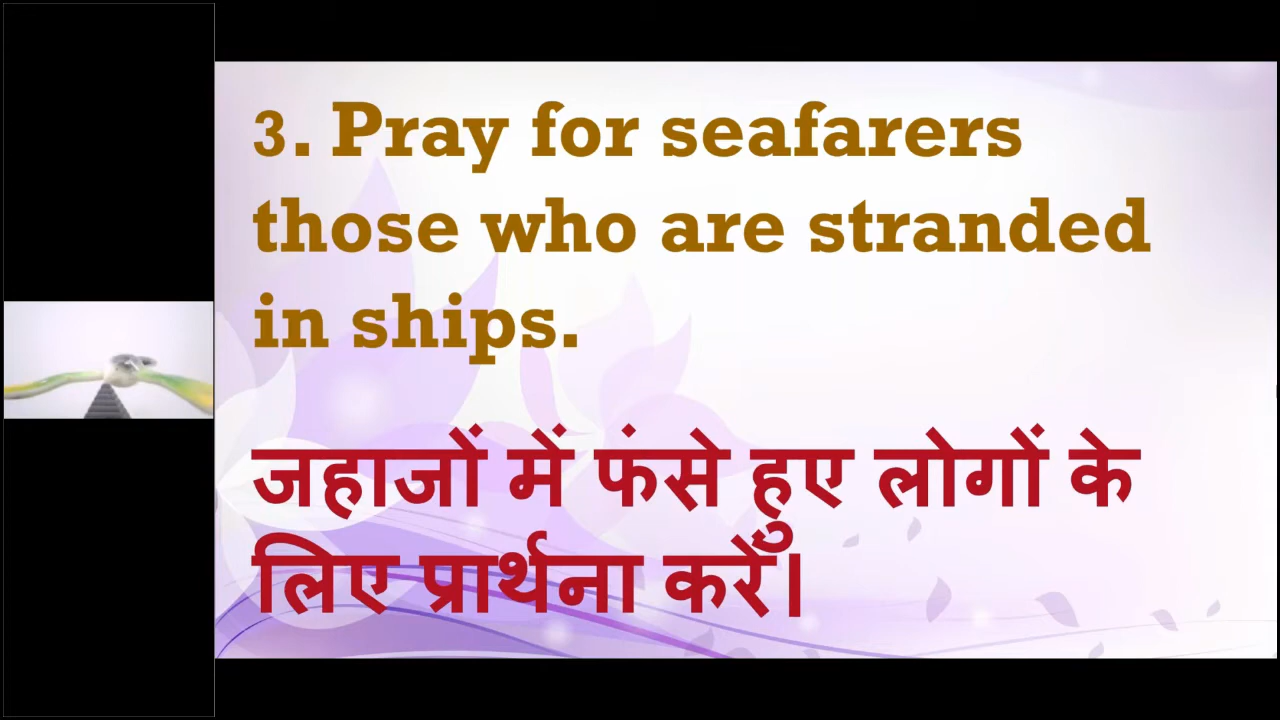 3. Pray for seafarers
those who are stranded
in ships.
जहाजों में फंसे हुए लोगों के
लिए प्रार्थना करें।